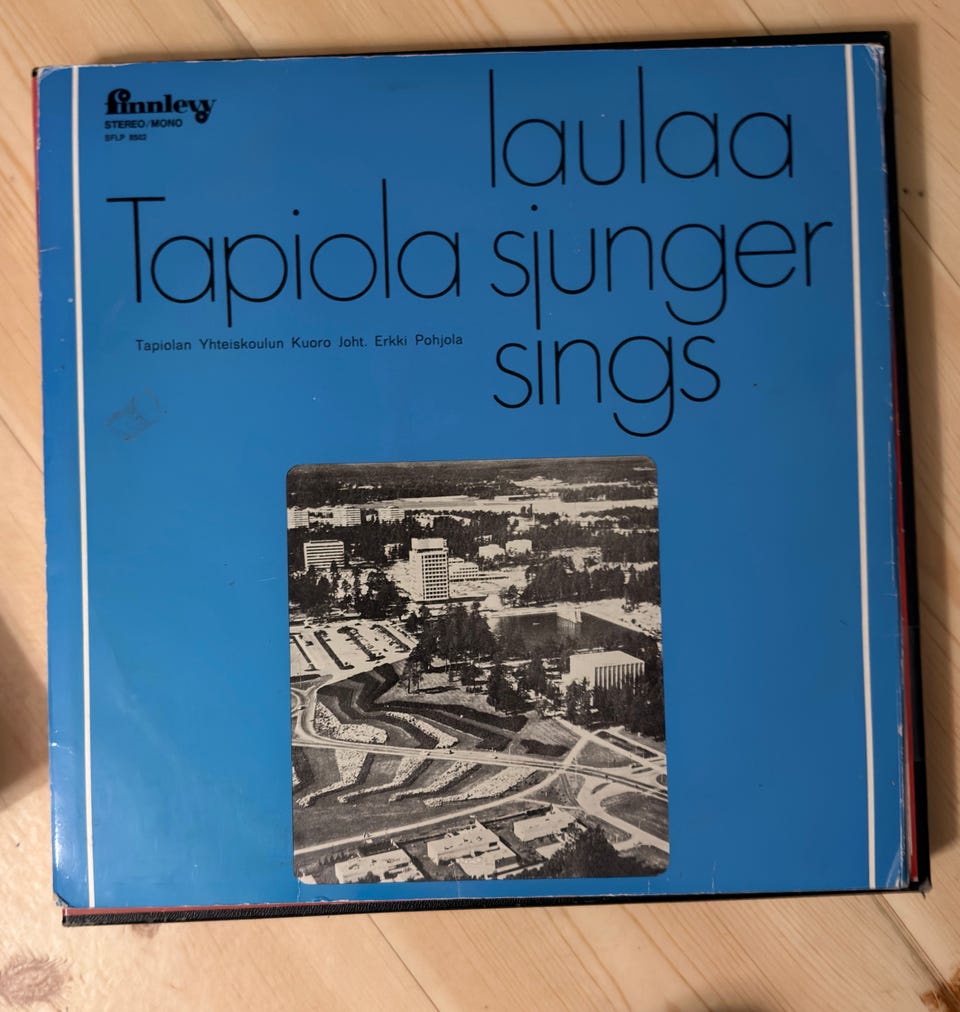 finnlevy
STEREO/MONO
SFLP 8502
laulaa
Tapiola sjunger
sings
Tapiolan Yhteiskoulun Kuoro Joht. Erkki Pohjola